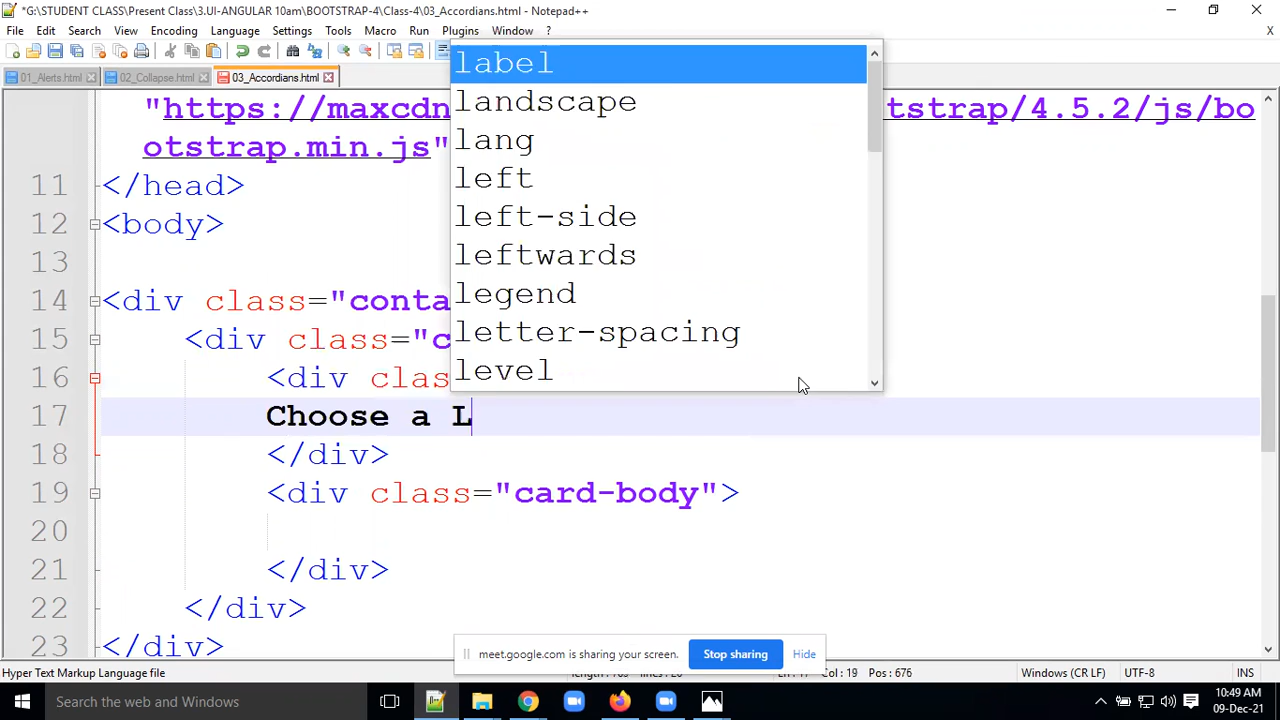 *G:\STUDENT CLASS\Present Class\3.UI-ANGULAR 10am\BOOTSTRAP-4\Class-4\03_Accordians.html - Notepad++
File Edit Search View Encoding Language Settings Tools Macro Run Plugins Window ?
01_Alerts.html 02_Collapse.html 03_Accordians.html
"https://maxcdn tstrap/4.5.2/js/bo
otstrap.min.js"
11 </head>
12 <body>
13
14 <div class="conta
15 <div class="c
16 <div clas
17 Choose a L
18 </div>
19 <div class="card-body">
20
21 </div>
22 </div>
23 </div>
label
landscape
lang
left
left-side
leftwards
legend
letter-spacing
level
meet.google.com is sharing your screen. Stop sharing Hide
Hyper Text Markup Language file Col : 19 Pos : 676 Windows (CR LF) UTF-8 INS
Search the web and Windows
10:49 AM
09-Dec-21